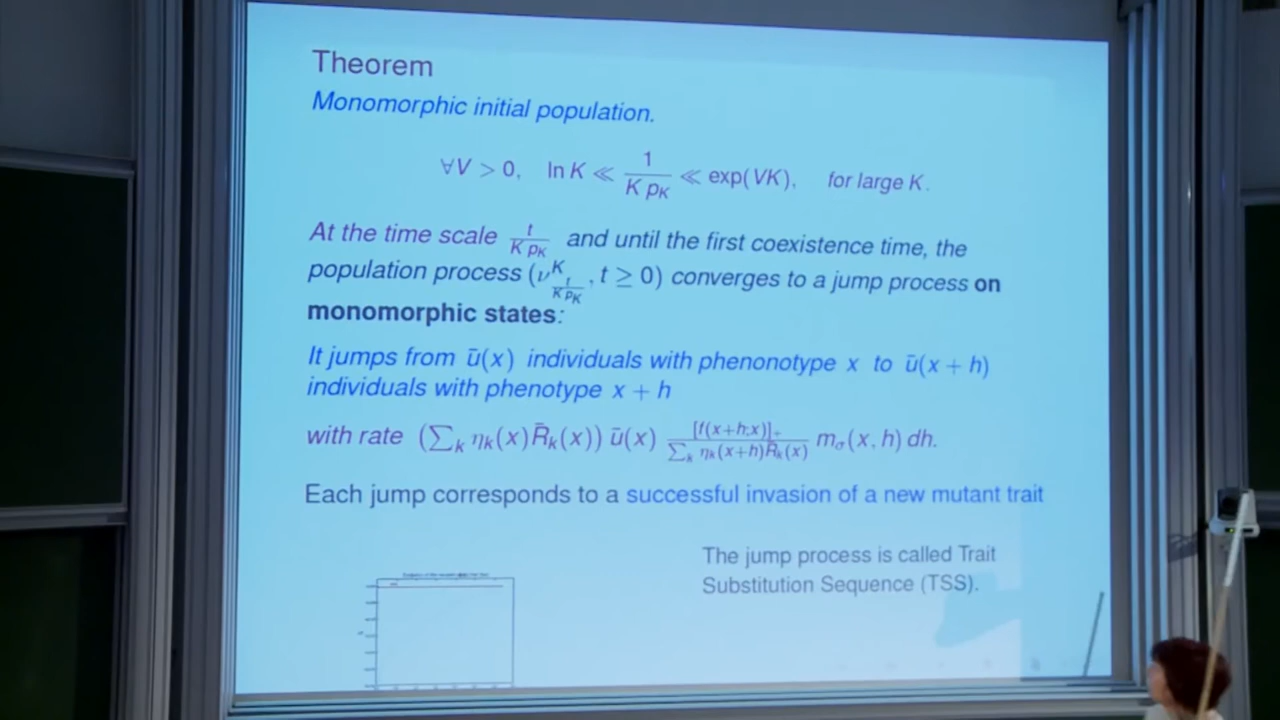 Theorem
Monomorphic initial population.
∀V > 0, ln K ≪ 1/(K p_K) ≪ exp(VK), for large K.
At the time scale t/(K p_K) and until the first coexistence time, the
population process (ν^K_{t/(K p_K)}, t ≥ 0) converges to a jump process on
monomorphic states:
It jumps from ū(x) individuals with phenonotype x to ū(x + h)
individuals with phenotype x + h
with rate (∑_k η_k(x)R̄_k(x)) ū(x) [f(x+h;x)]_+ / ∑_k η_k(x+h)R̄_k(x) m_σ(x, h) dh.
Each jump corresponds to a successful invasion of a new mutant trait
The jump process is called Trait
Substitution Sequence (TSS).